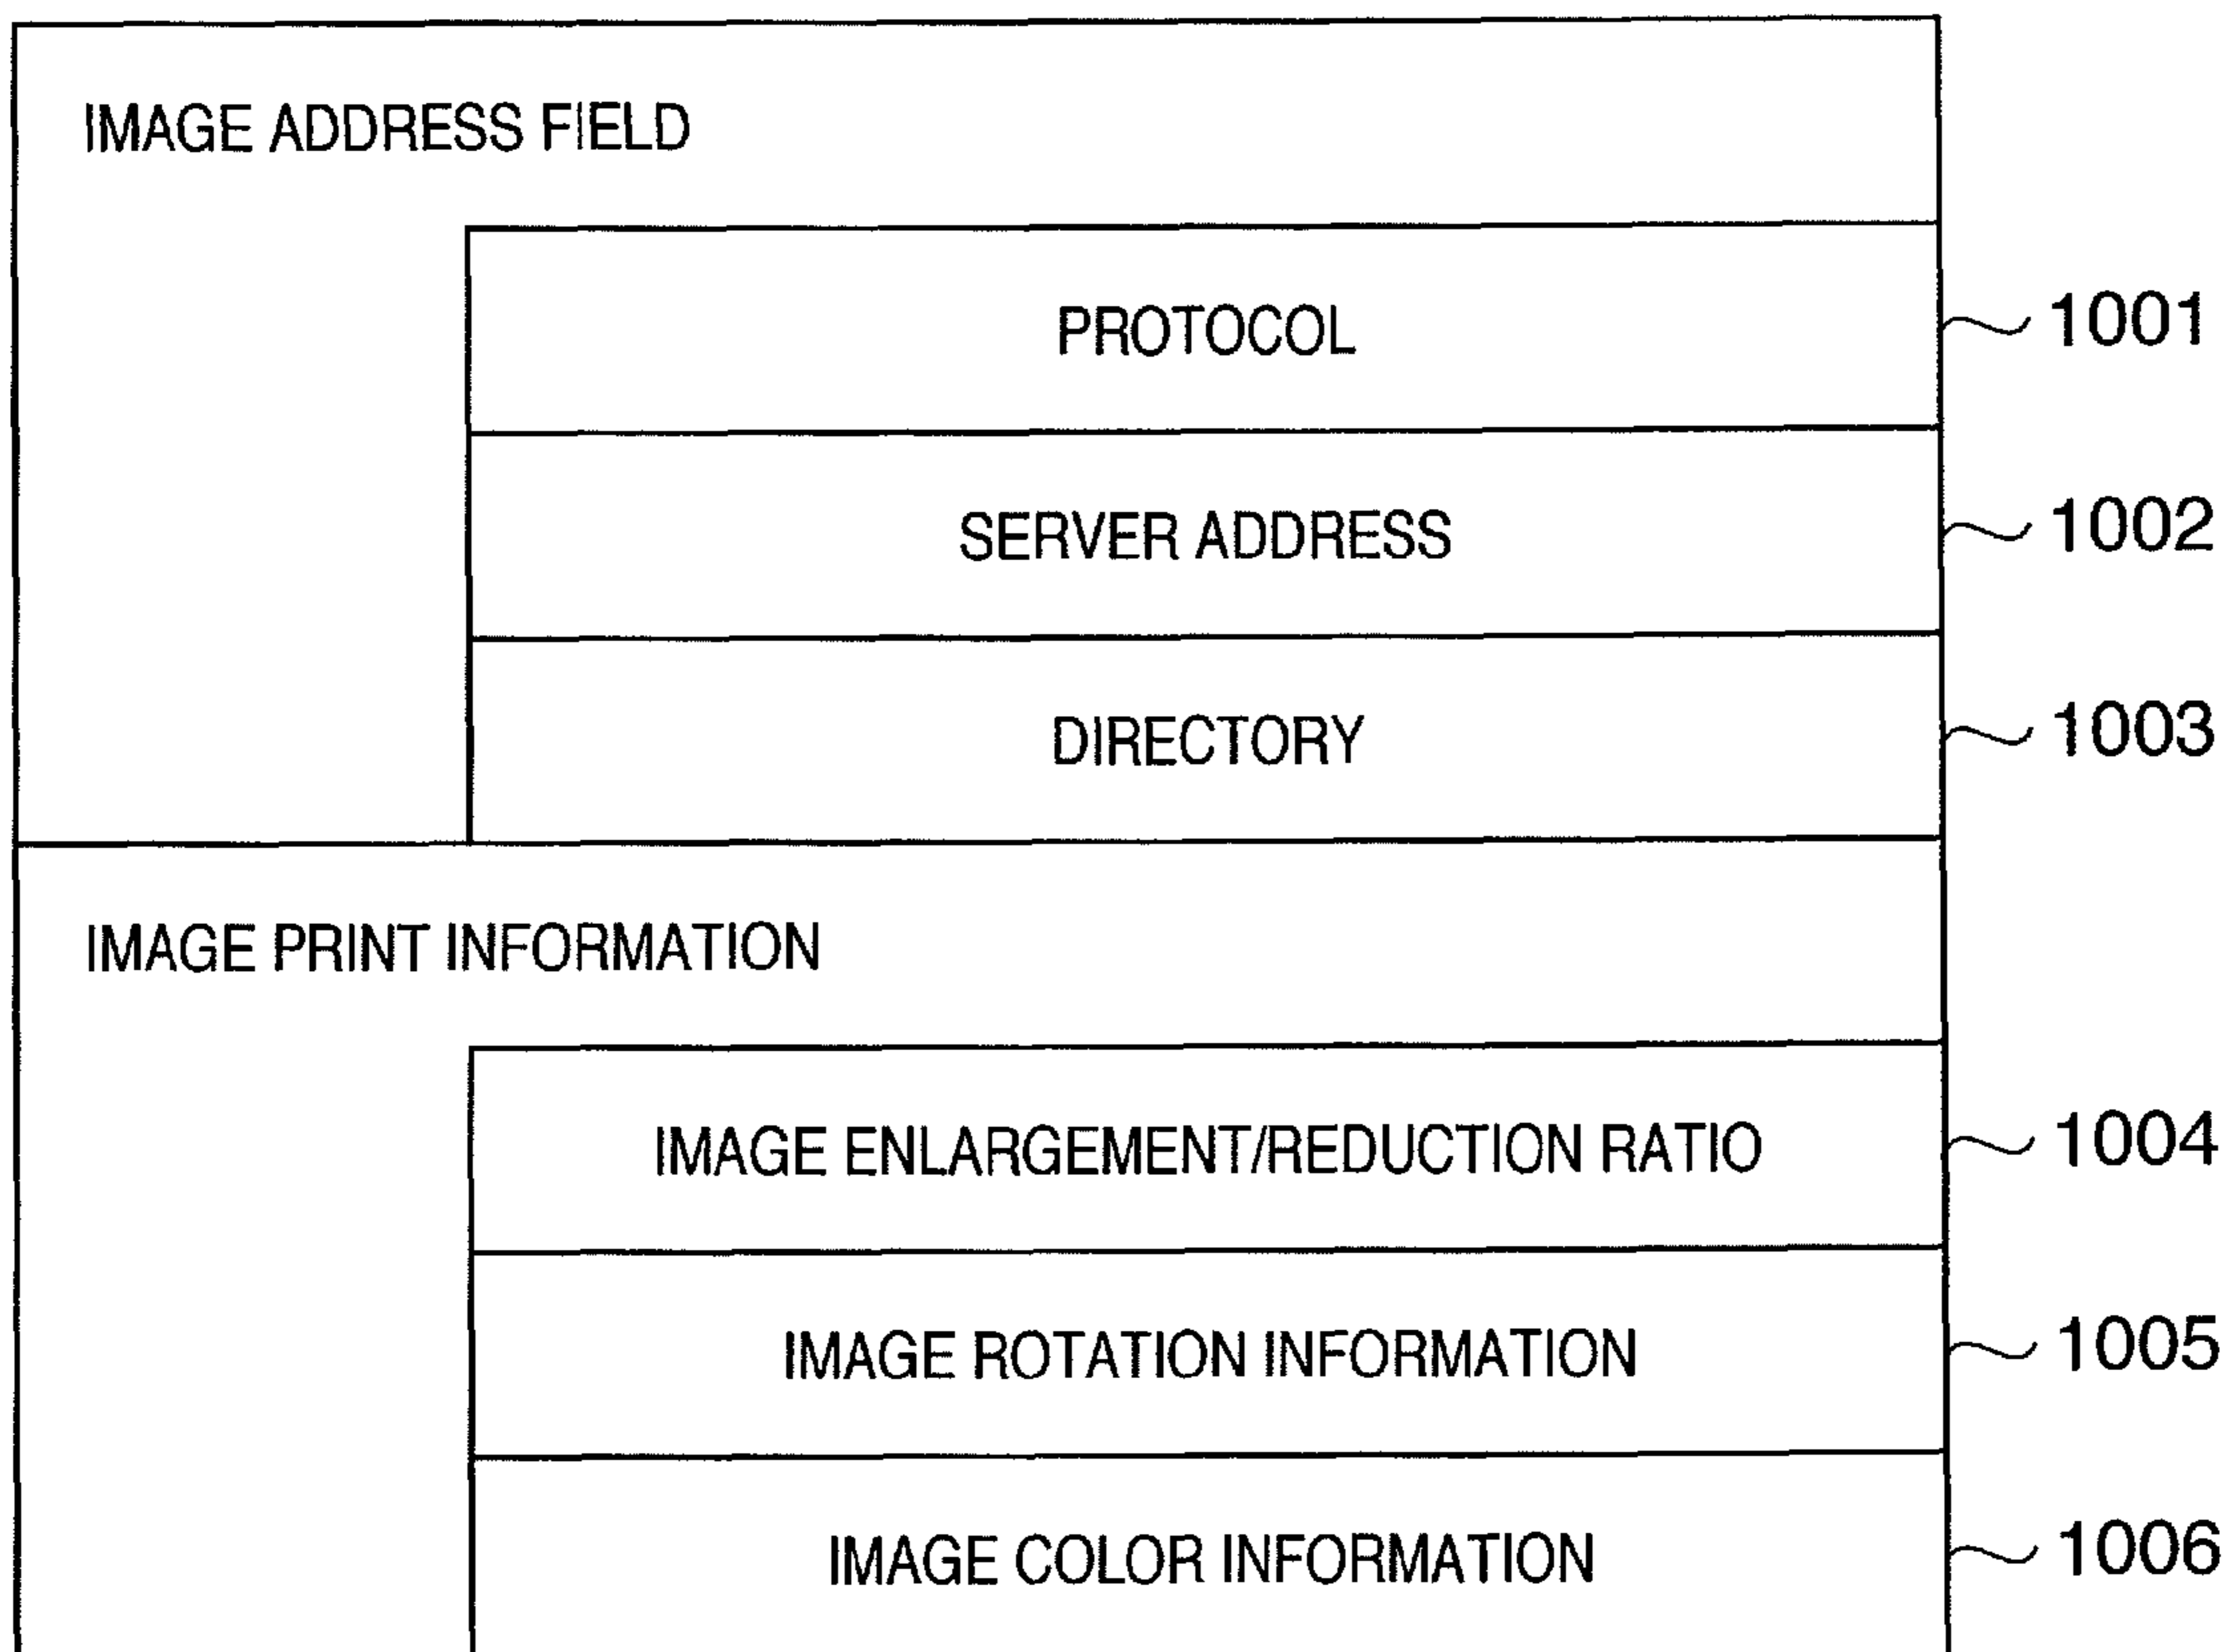 IMAGE ADDRESS FIELD
PROTOCOL 1001
SERVER ADDRESS 1002
DIRECTORY 1003
IMAGE PRINT INFORMATION
IMAGE ENLARGEMENT/REDUCTION RATIO 1004
IMAGE ROTATION INFORMATION 1005
IMAGE COLOR INFORMATION 1006